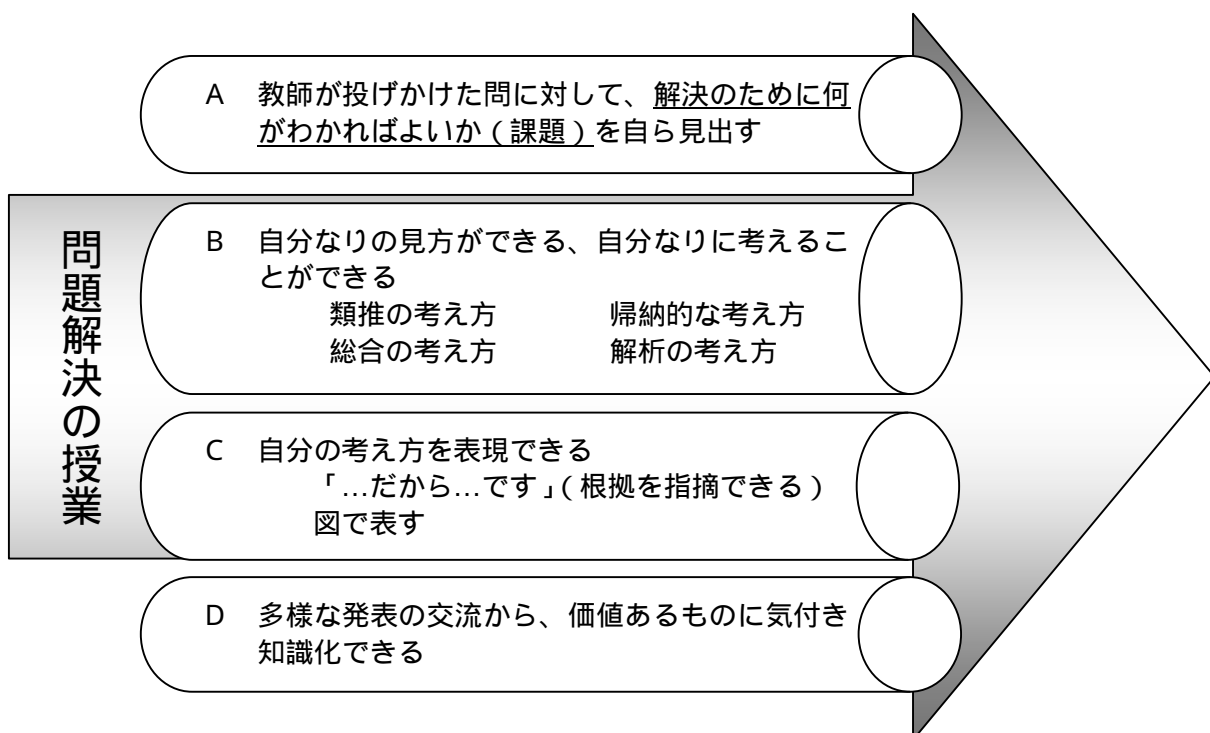 問題解決の授業
A 教師が投げかけた問に対して、解決のために何
がわかればよいか(課題)を自ら見出す
B 自分なりの見方ができる、自分なりに考えるこ
とができる
類推の考え方 帰納的な考え方
総合の考え方 解析の考え方
C 自分の考え方を表現できる
「…だから…です」(根拠を指摘できる)
図で表す
D 多様な発表の交流から、価値あるものに気付き
知識化できる